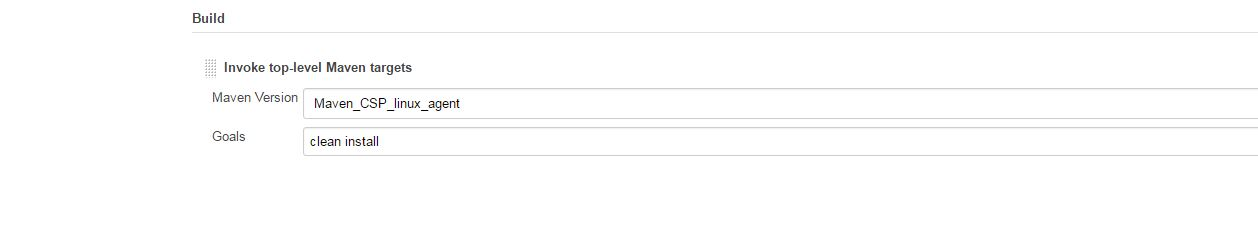 Build
Invoke top-level Maven targets
Maven Version Maven_CSP_linux_agent
Goals clean install